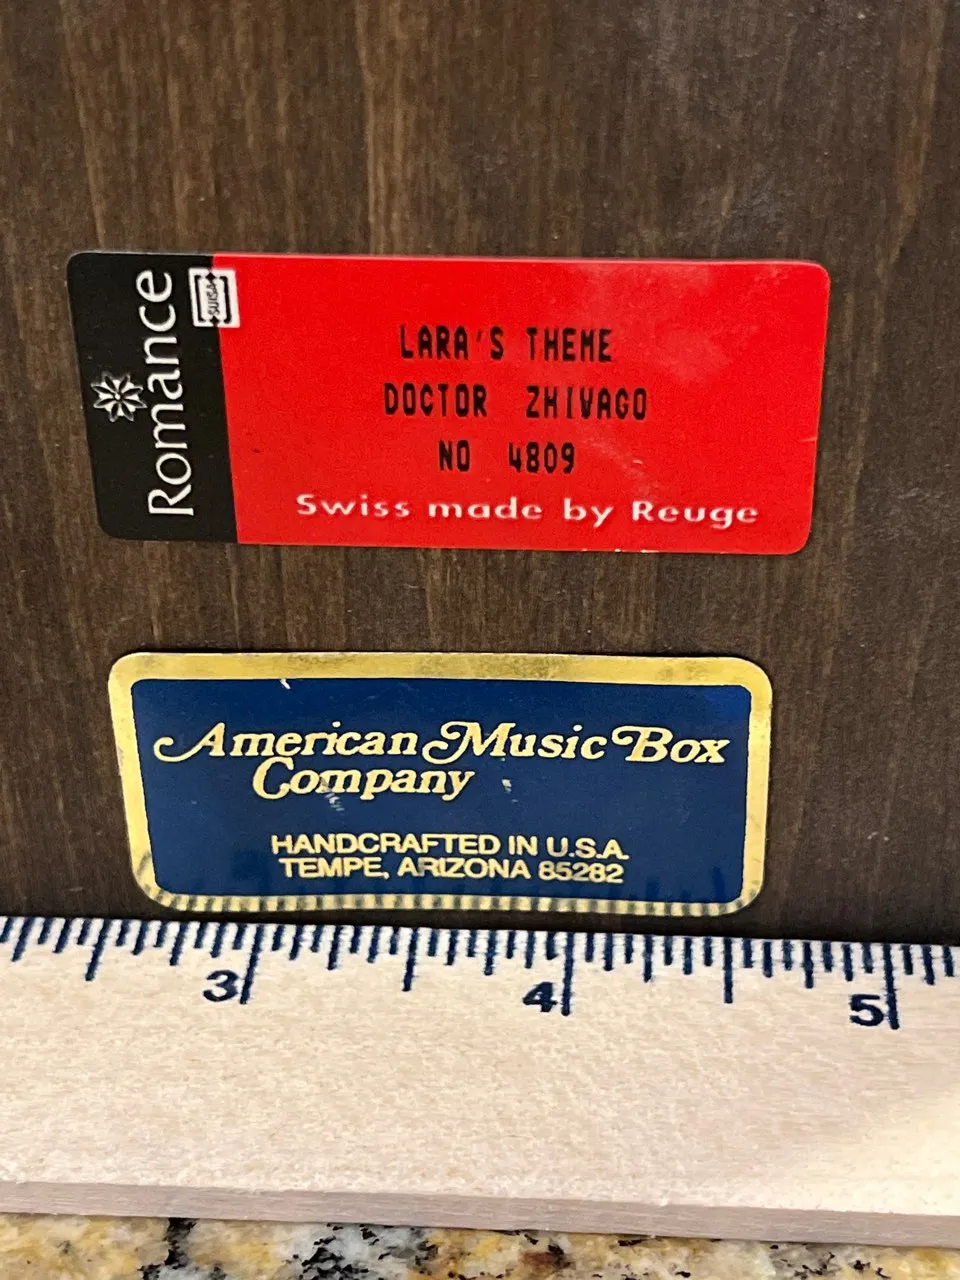 Romance
SUISA
LARA'S THEME
DOCTOR ZHIVAGO
NO 4809
Swiss made by Reuge
American Music Box
Company
HANDCRAFTED IN U.S.A.
TEMPE, ARIZONA 85282
3 4 5